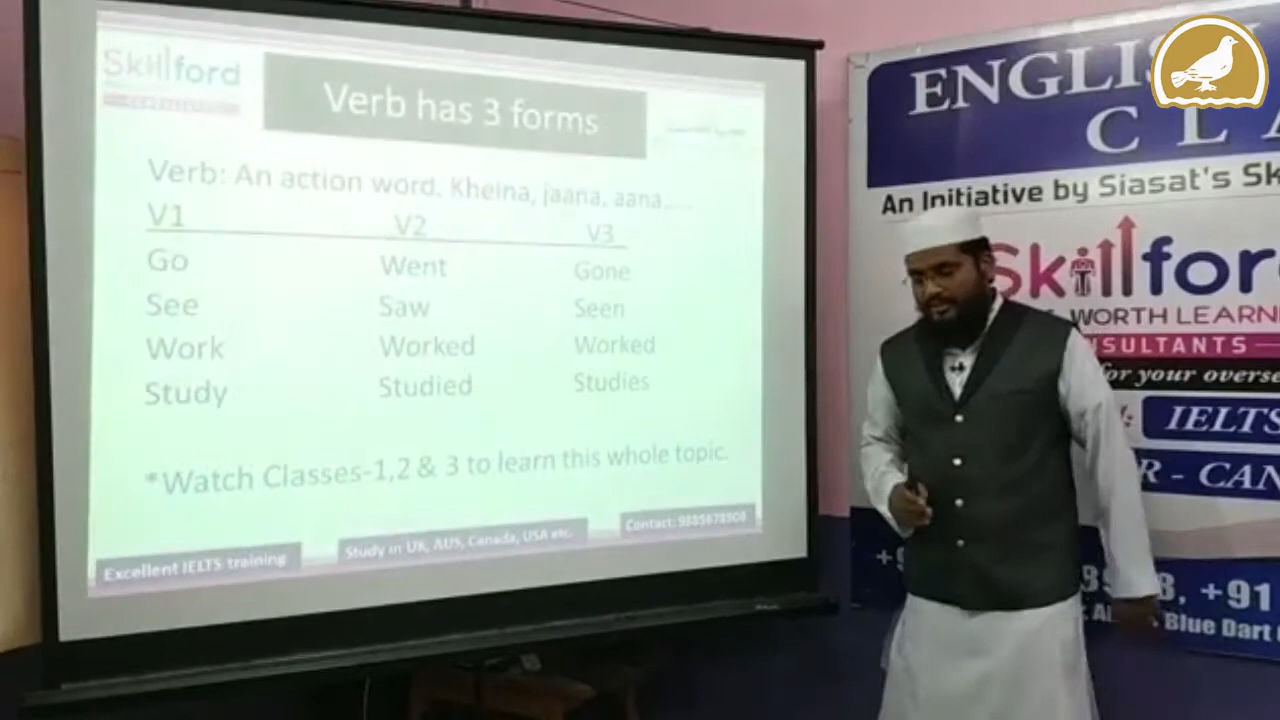 Skillford
Verb has 3 forms
Verb: An action word. Khelna, jaana, aana....
V1 V2 V3
Go Went Gone
See Saw Seen
Work Worked Worked
Study Studied Studies
*Watch Classes-1,2 & 3 to learn this whole topic.
Excellent IELTS training
Study in UK, AUS, Canada, USA etc.
Contact:
ENGLIS
CLA
An Initiative by Siasat's Sk
Skillfor
WORTH LEARN
NSULTANTS
for your overse
IELTS
R - CAN
8, +91
Blue Dart